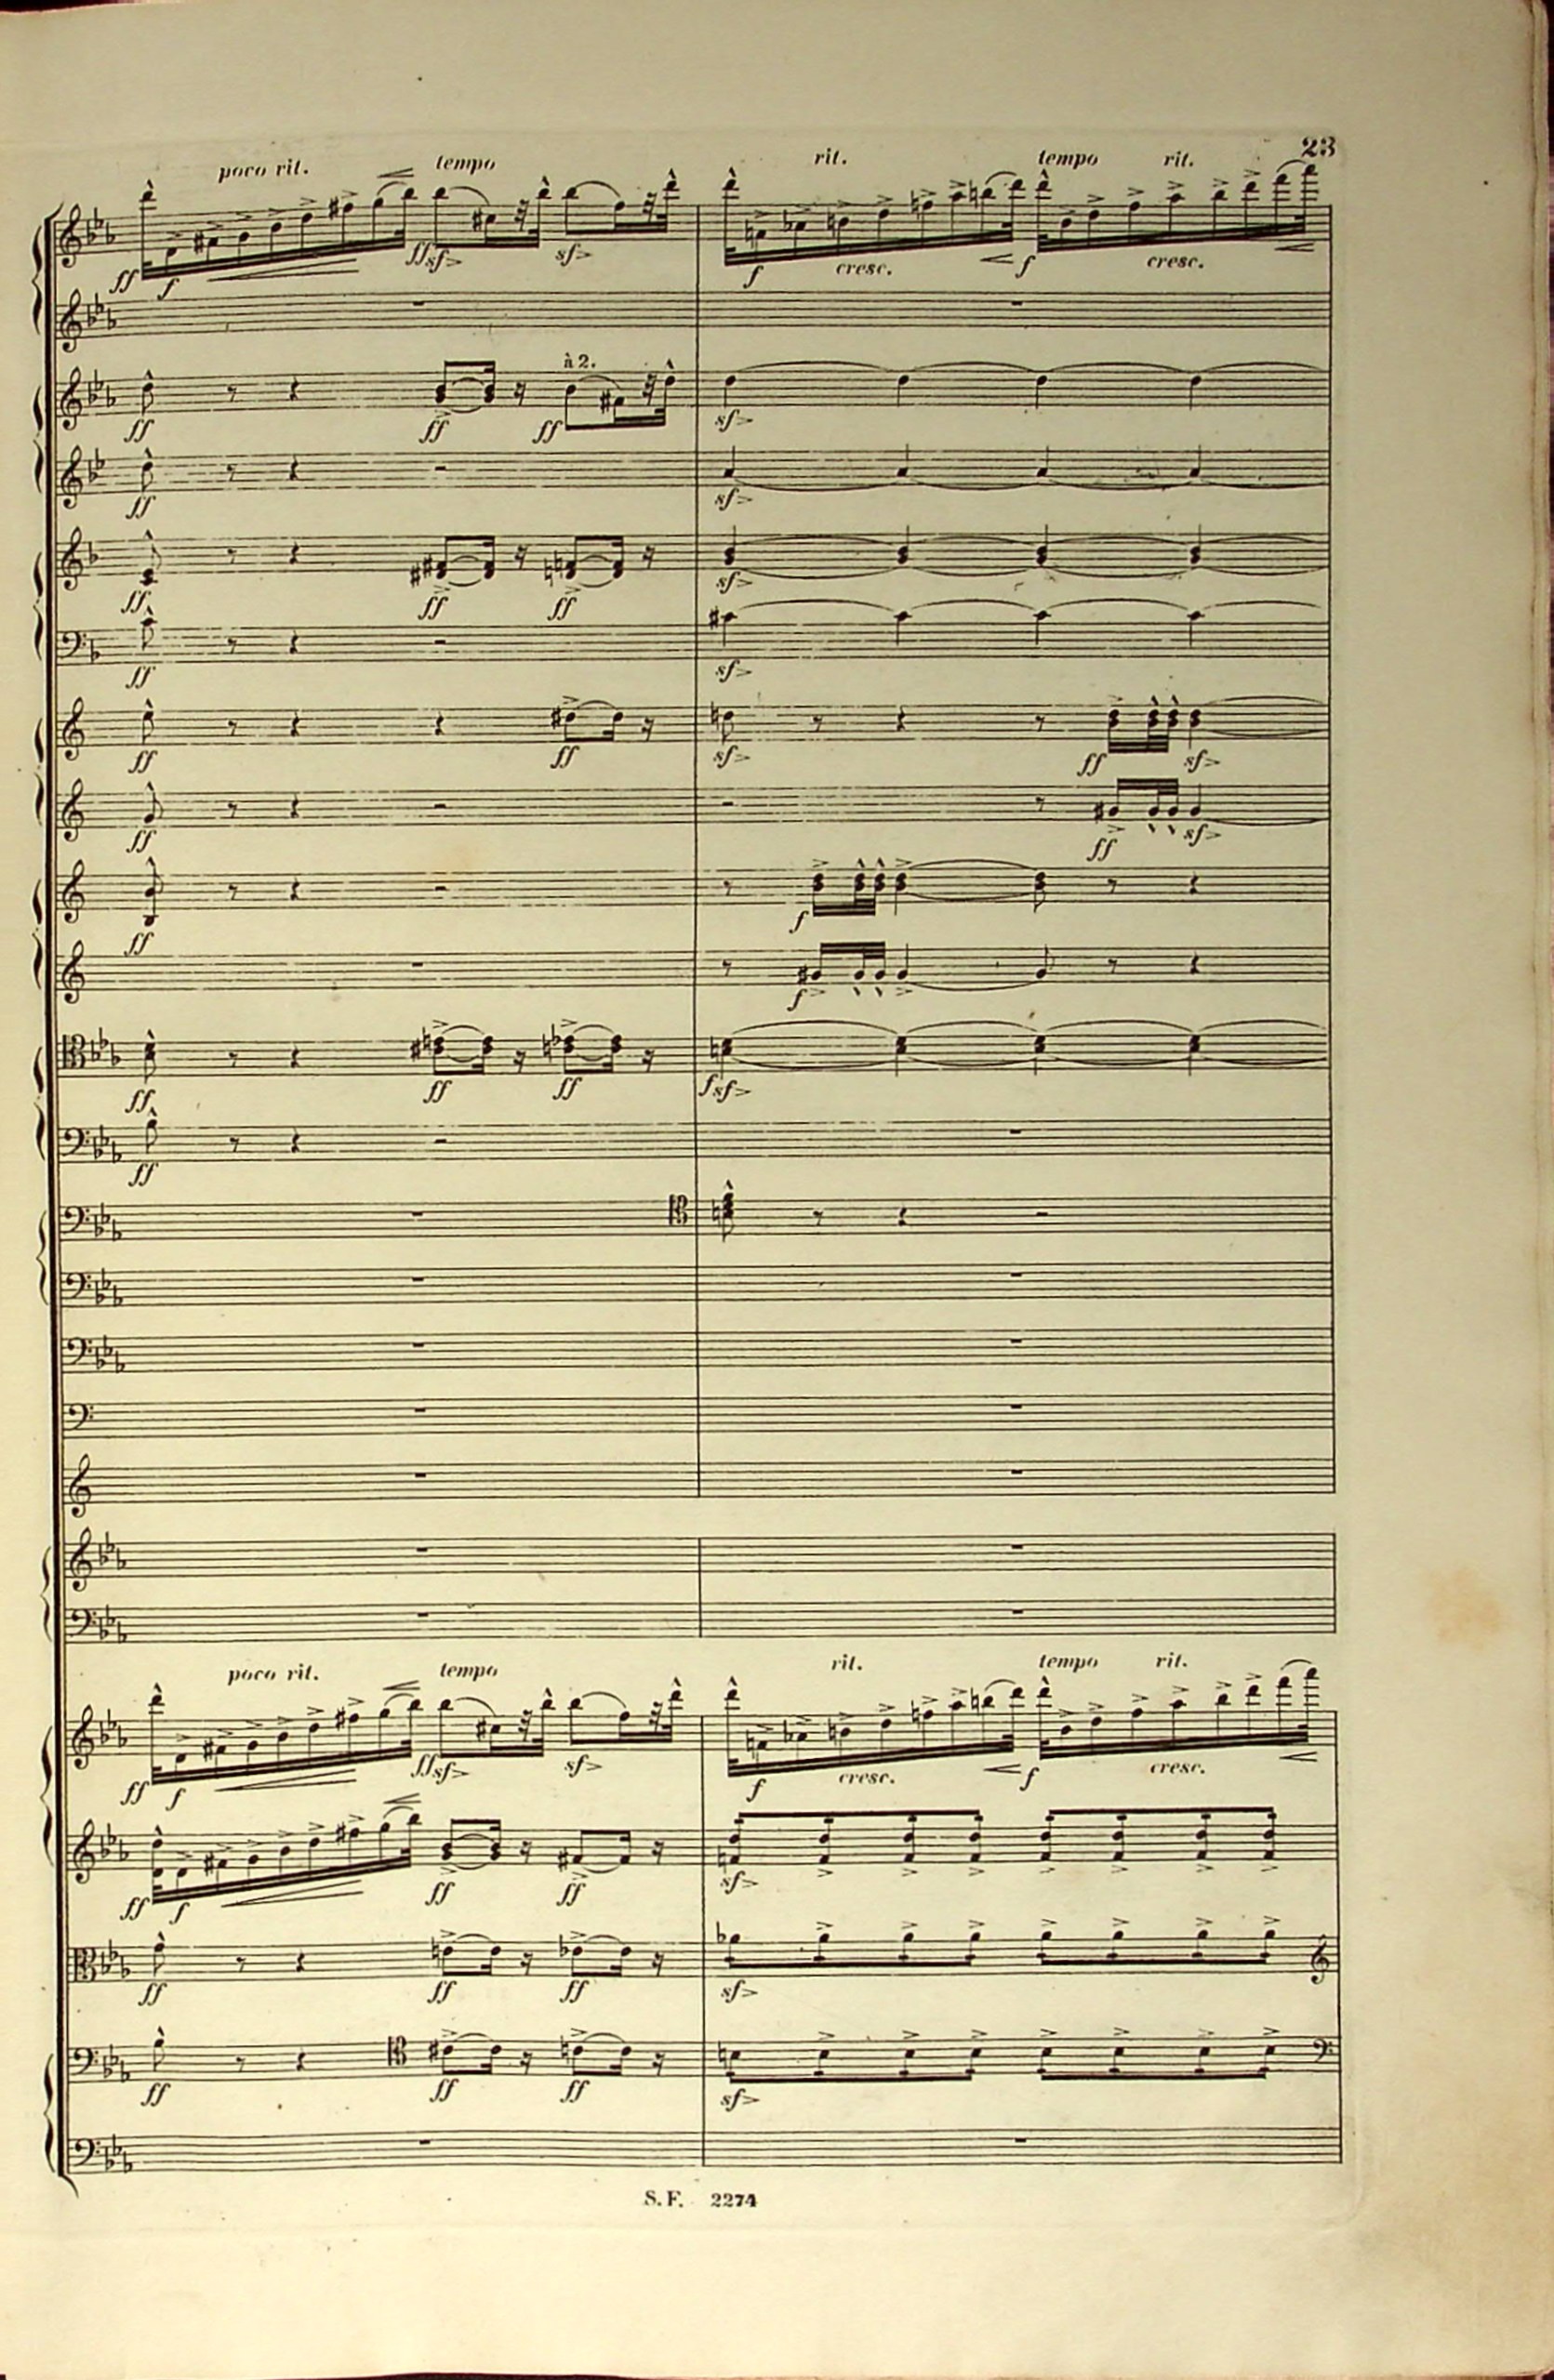 23
poco rit. tempo rit. tempo rit.
ff f ff sf sf f cresc. f cresc.
à 2.
ff ff ff sf
ff sf
ff ff ff sf
ff sf
ff ff sf ff sf
ff ff sf
ff f
f
ff ff ff f sf
ff
poco rit. tempo rit. tempo rit.
ff f ff sf sf f cresc. f cresc.
ff f ff ff sf
ff ff ff sf
ff ff ff sf
S. F. 2274